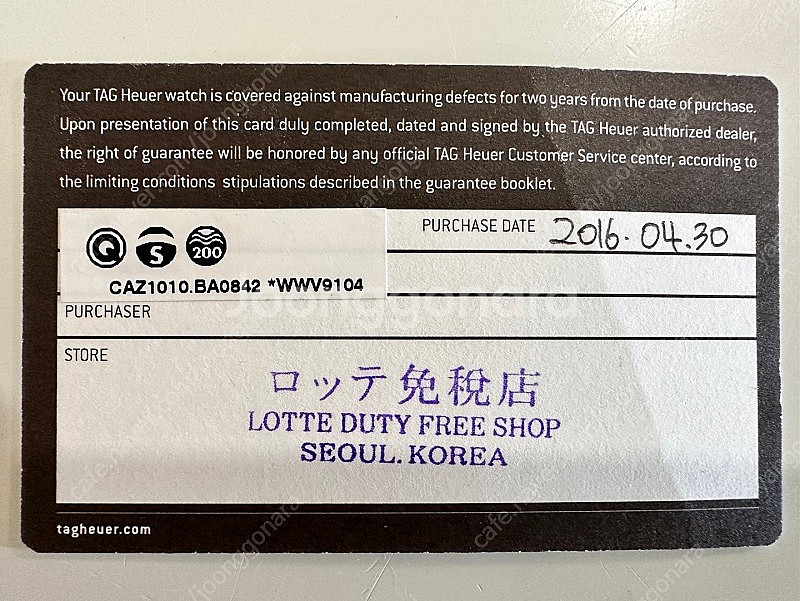 Your TAG Heuer watch is covered against manufacturing defects for two years from the date of purchase.
Upon presentation of this card duly completed, dated and signed by the TAG Heuer authorized dealer,
the right of guarantee will be honored by any official TAG Heuer Customer Service center, according to
the limiting conditions stipulations described in the guarantee booklet.
Q S 200
PURCHASE DATE 2016.04.30
CAZ1010.BA0842 *WWV9104
PURCHASER
STORE
joonggonara
ロッテ免稅店
LOTTE DUTY FREE SHOP
SEOUL. KOREA
tagheuer.com